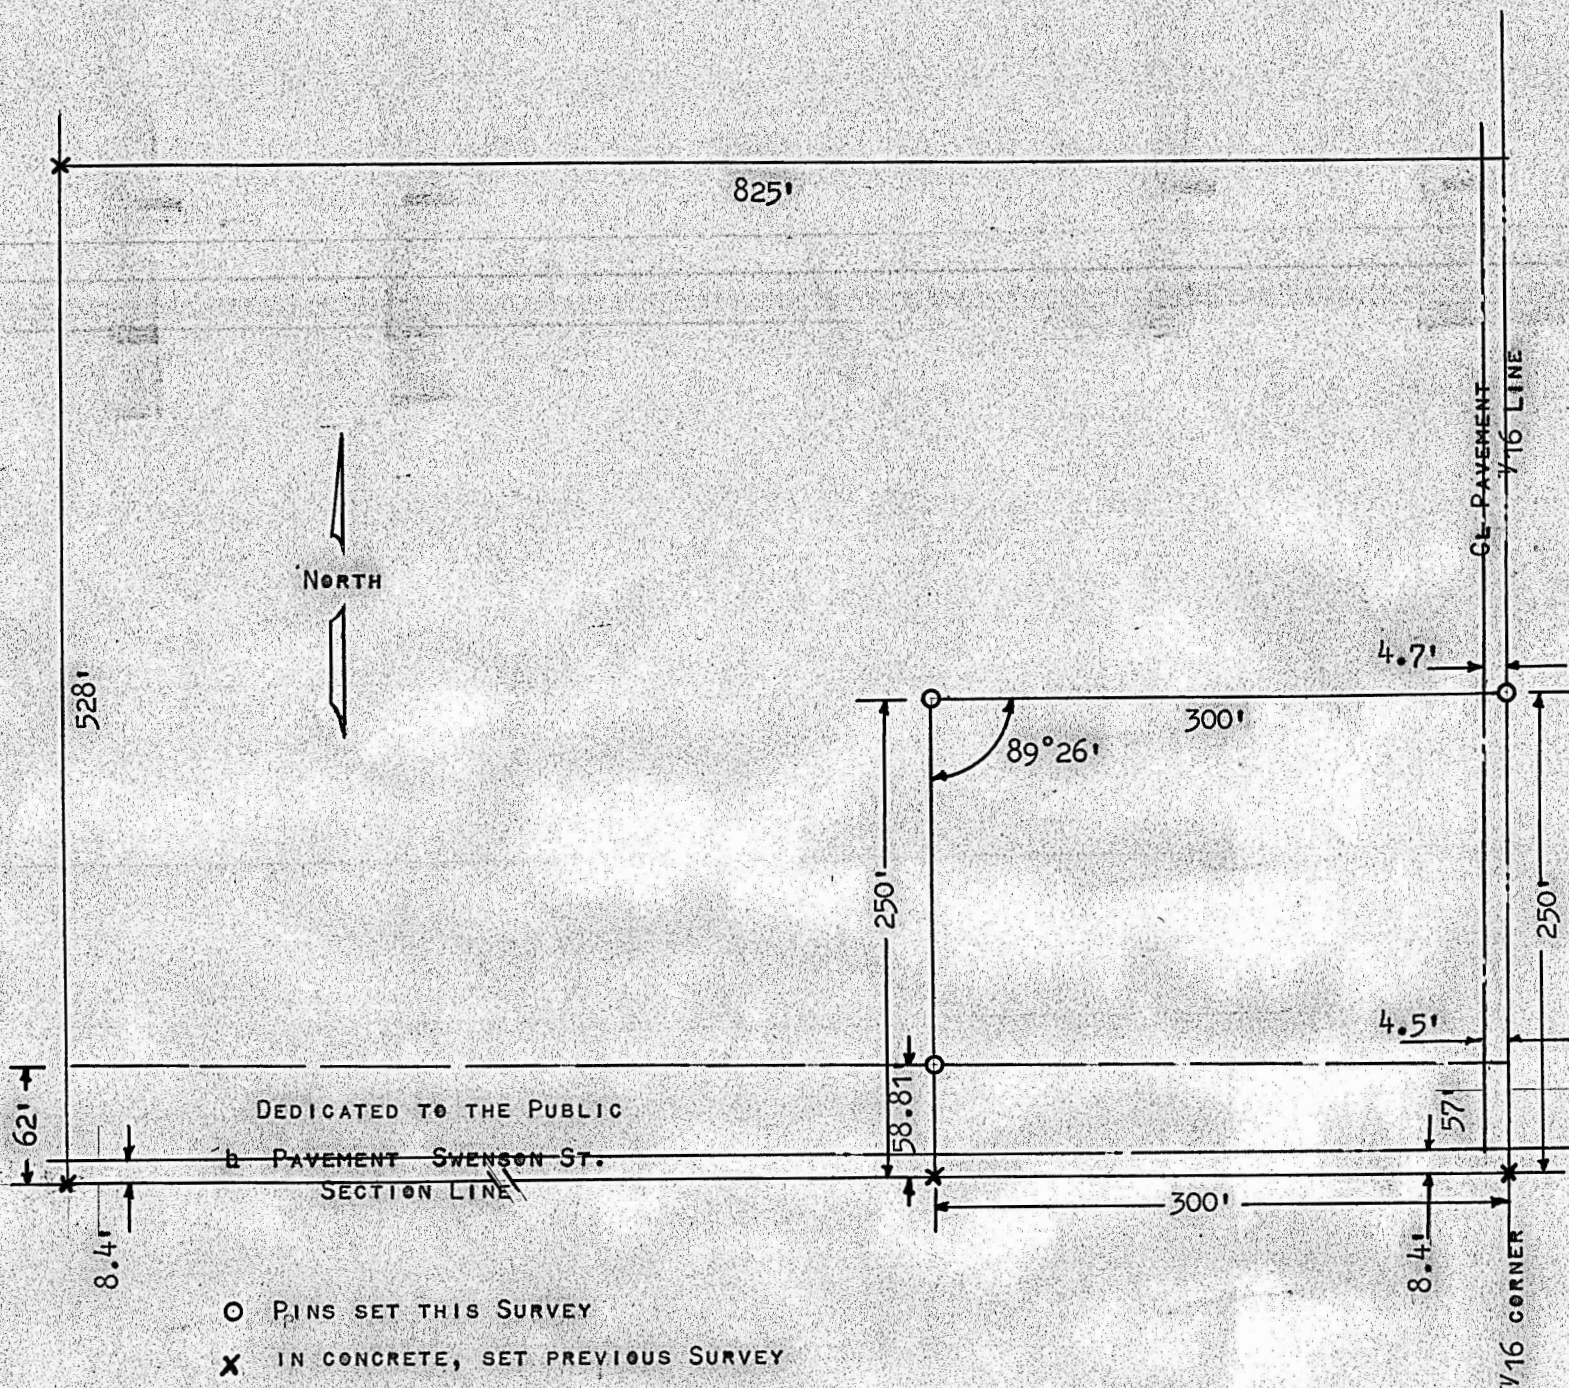 825'
CL PAVEMENT
1/16 LINE
NORTH
528'
4.7'
300'
89°26'
250'
250'
4.5'
62'
58.81'
57'
DEDICATED TO THE PUBLIC
PAVEMENT SWENSON ST.
SECTION LINE
300'
8.4'
8.4'
1/16 CORNER
PINS SET THIS SURVEY
IN CONCRETE, SET PREVIOUS SURVEY